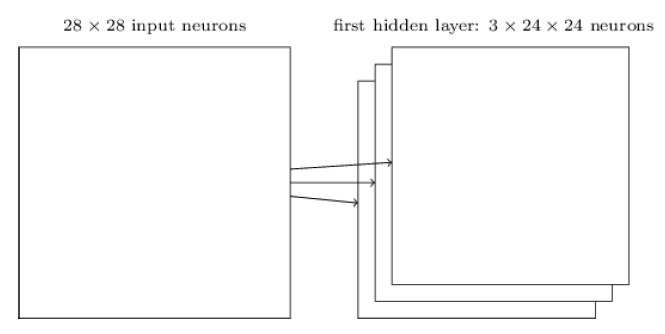 28 × 28 input neurons
first hidden layer: 3 × 24 × 24 neurons